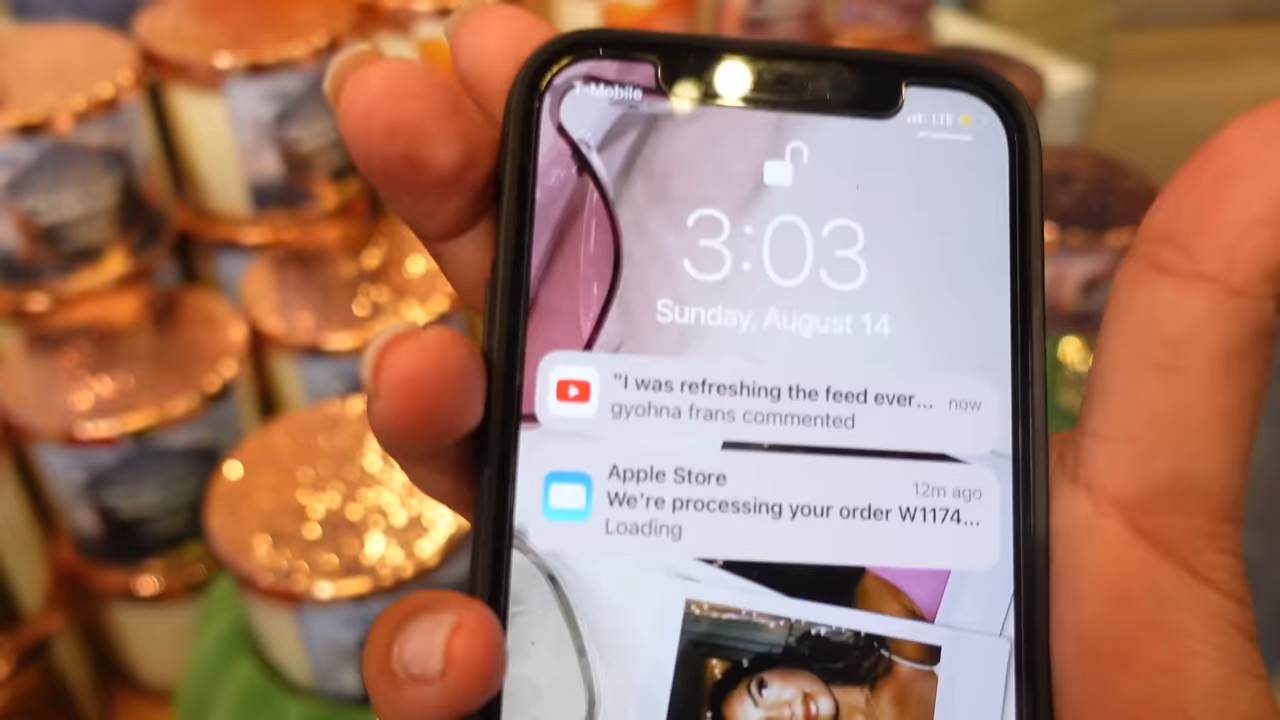 T-Mobile
LTE
3:03
Sunday, August 14
"I was refreshing the feed ever... now
gyohna frans commented
Apple Store
12m ago
We're processing your order W1174...
Loading